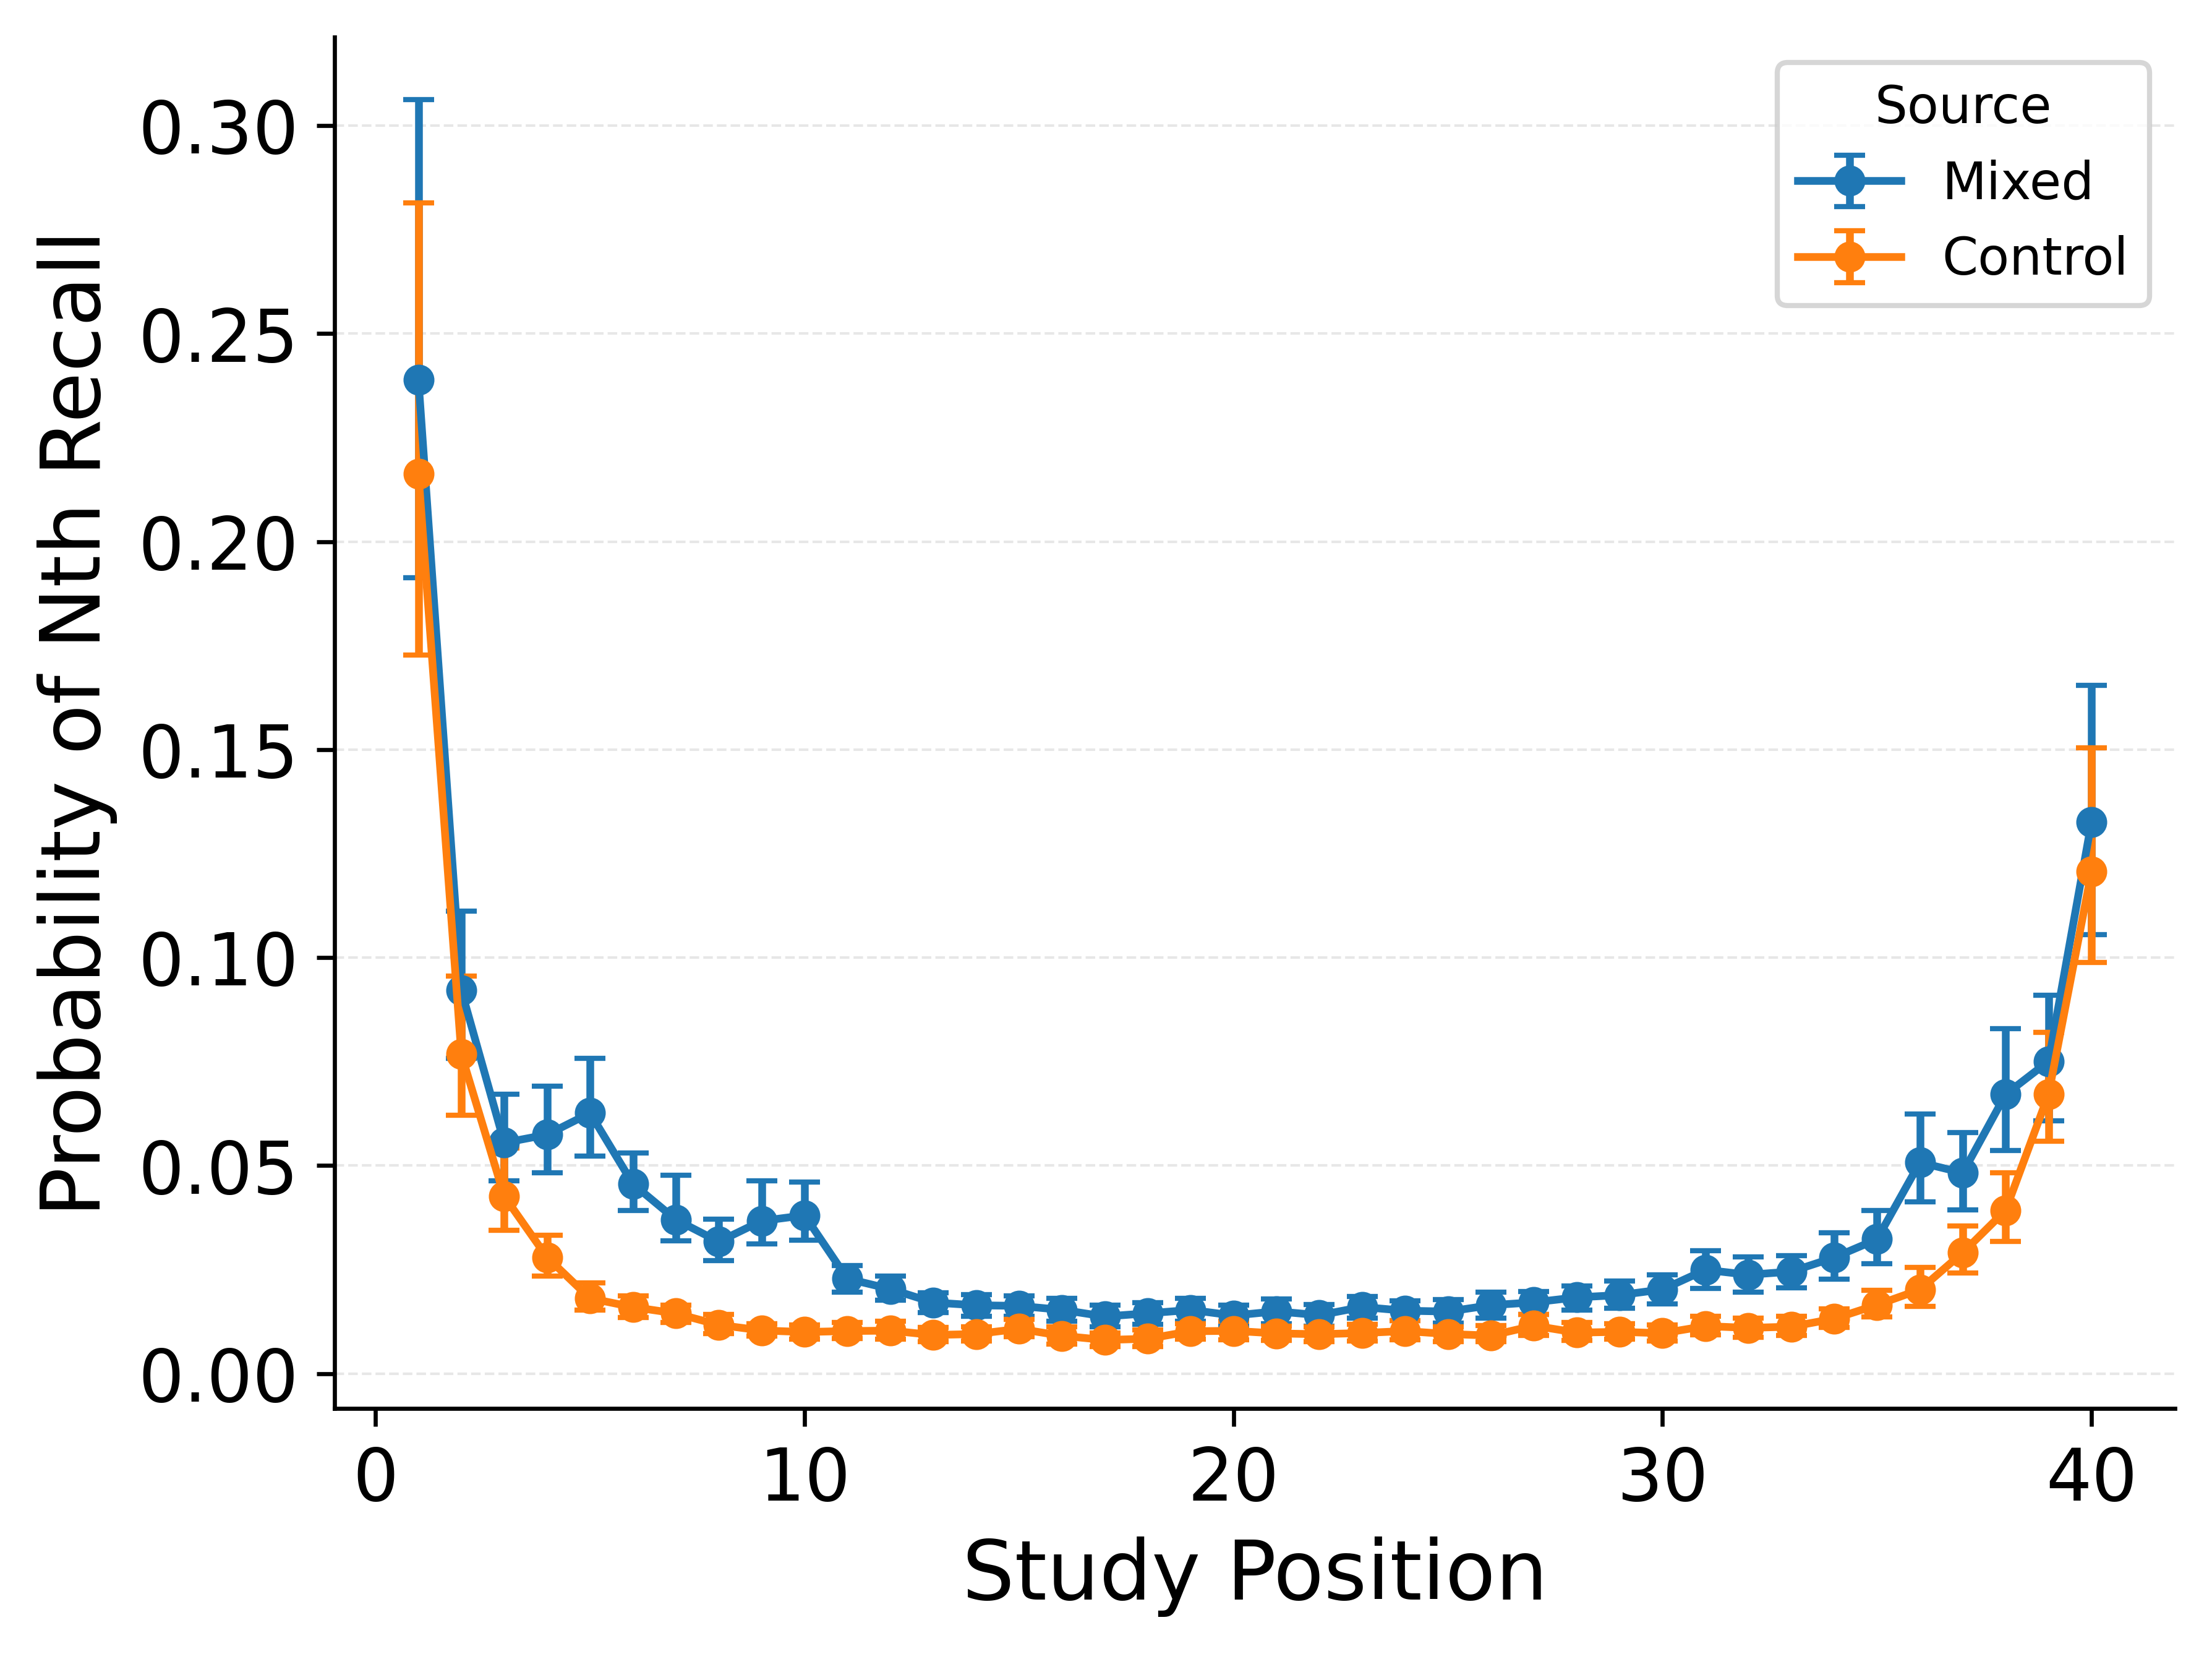 Probability of Nth Recall
0.30
0.25
0.20
0.15
0.10
0.05
0.00
Source
Mixed
Control
0 10 20 30 40
Study Position